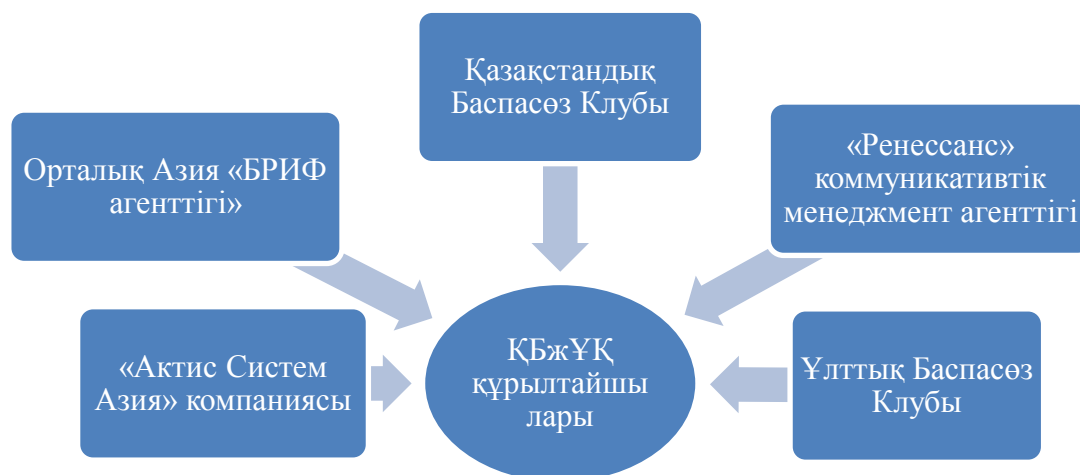 Қазақстандық
Баспасөз Клубы
Орталық Азия «БРИФ
агенттігі»
«Ренессанс»
коммуникативтік
менеджмент агенттігі
«Актис Систем
Азия» компаниясы
ҚБжҰҚ
құрылтайшы
лары
Ұлттық Баспасөз
Клубы